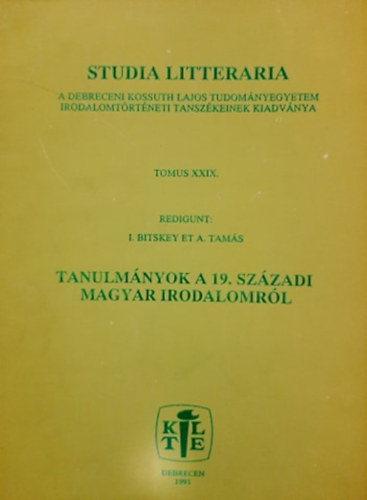 STUDIA LITTERARIA
A DEBRECENI KOSSUTH LAJOS TUDOMÁNYEGYETEM
IRODALOMTÖRTÉNETI TANSZÉKEINEK KIADVÁNYA
TOMUS XXIX.
REDIGUNT:
I. BITSKEY ET A. TAMÁS
TANULMÁNYOK A 19. SZÁZADI
MAGYAR IRODALOMRÓL
K L
T E
DEBRECEN
1991